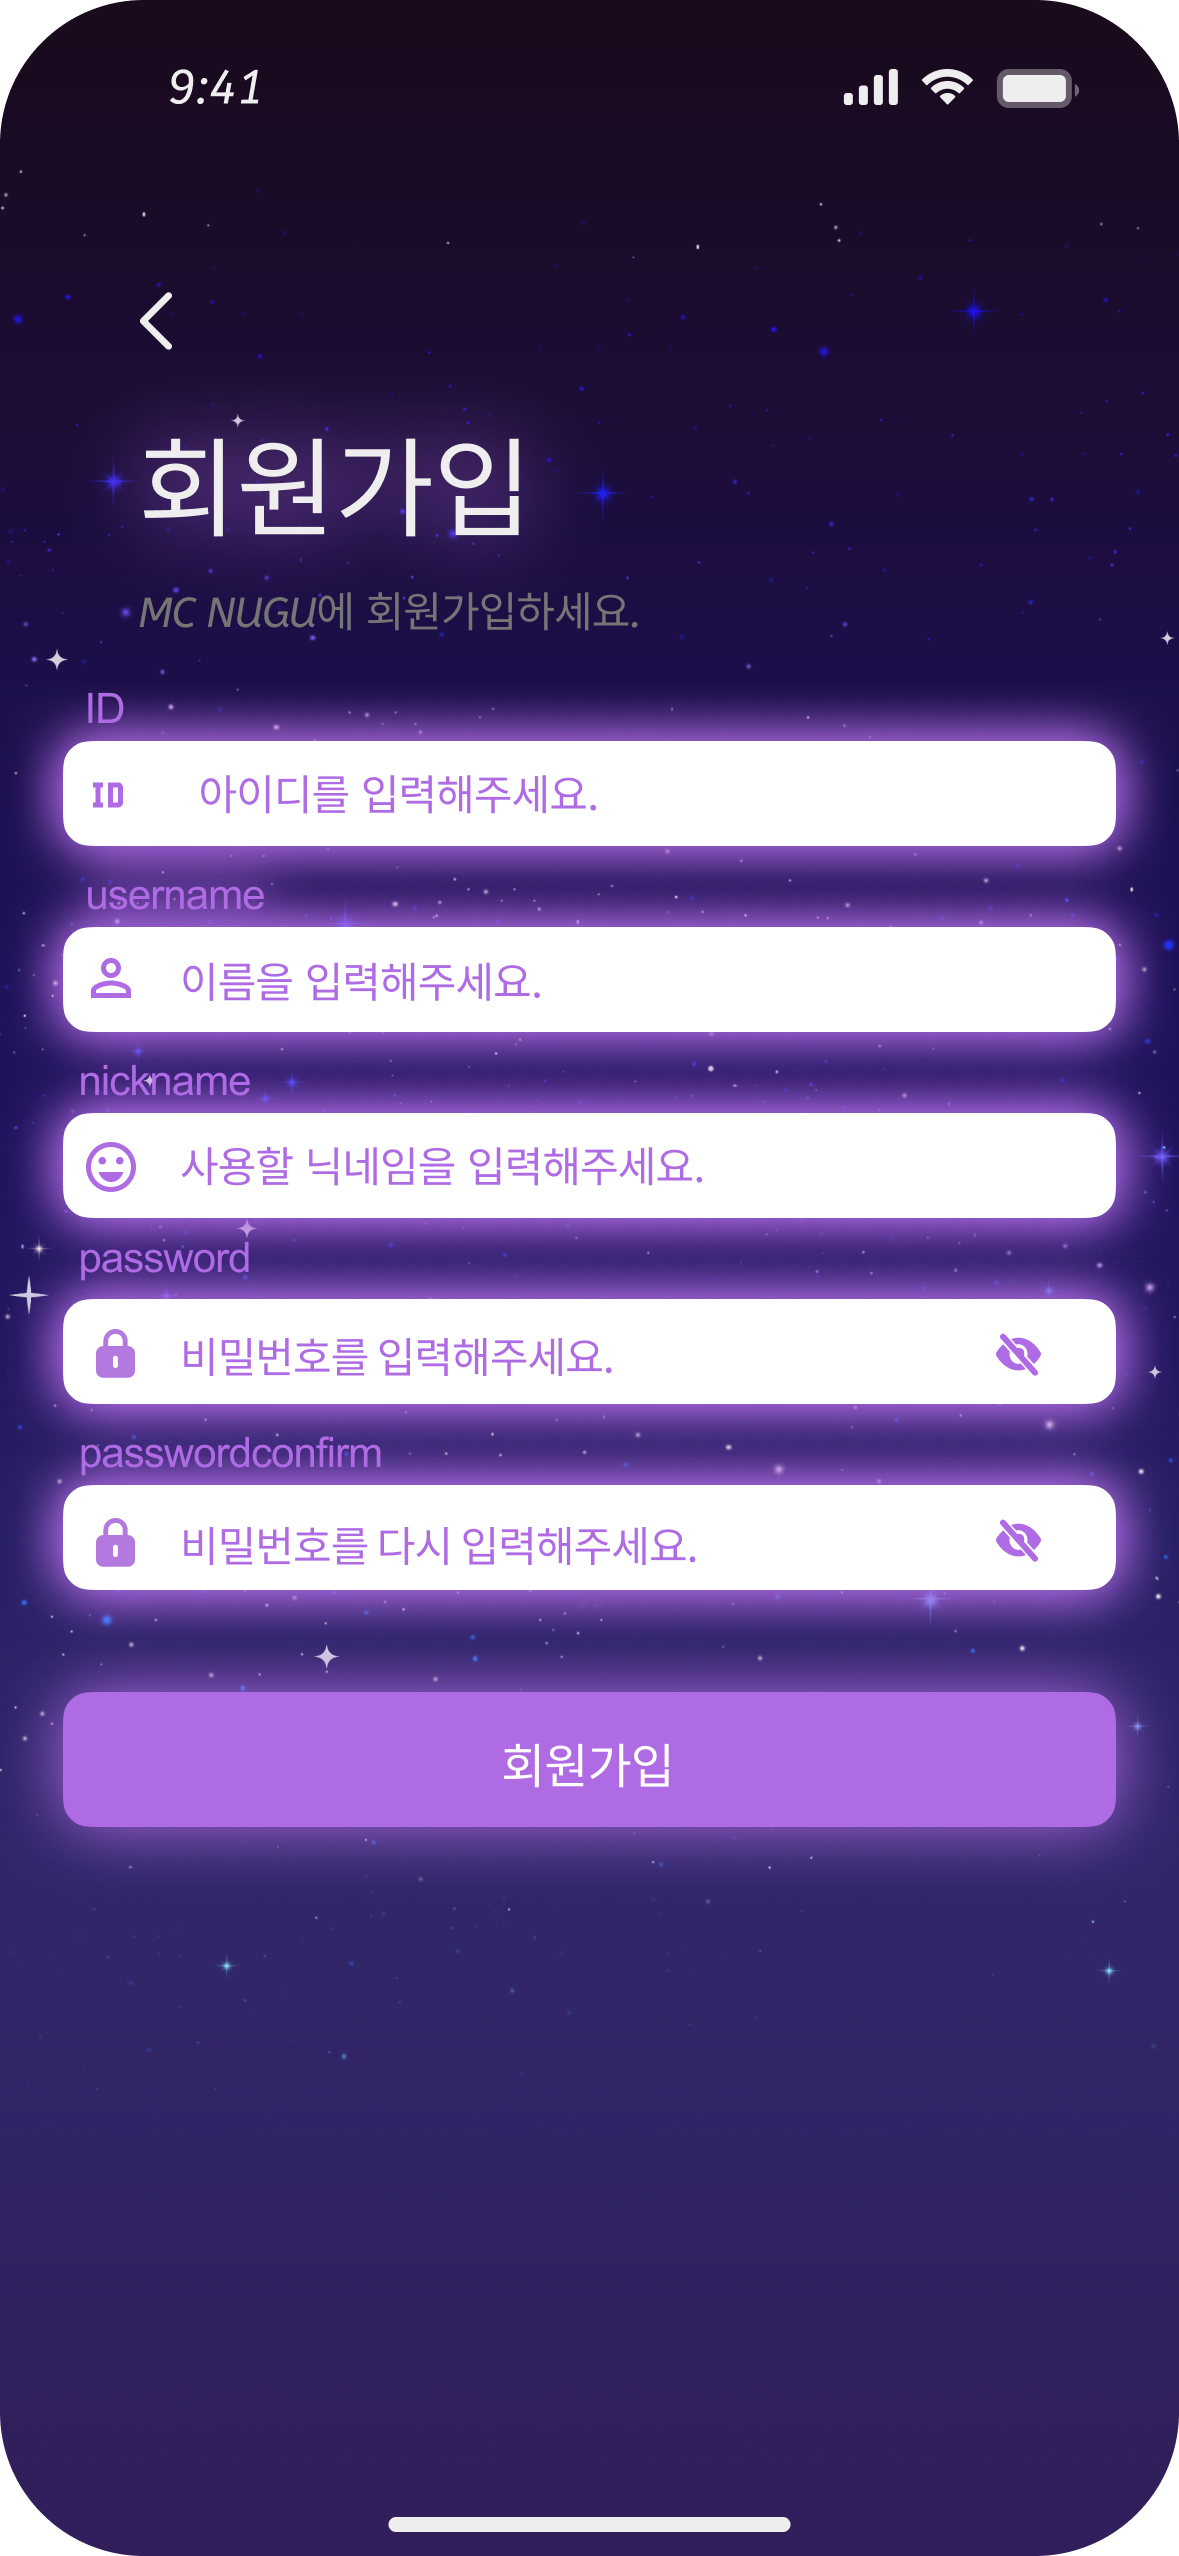 9:41
회원가입
MC NUGU에 회원가입하세요.
ID
ID 아이디를 입력해주세요.
username
이름을 입력해주세요.
nickname
사용할 닉네임을 입력해주세요.
password
비밀번호를 입력해주세요.
passwordconfirm
비밀번호를 다시 입력해주세요.
회원가입